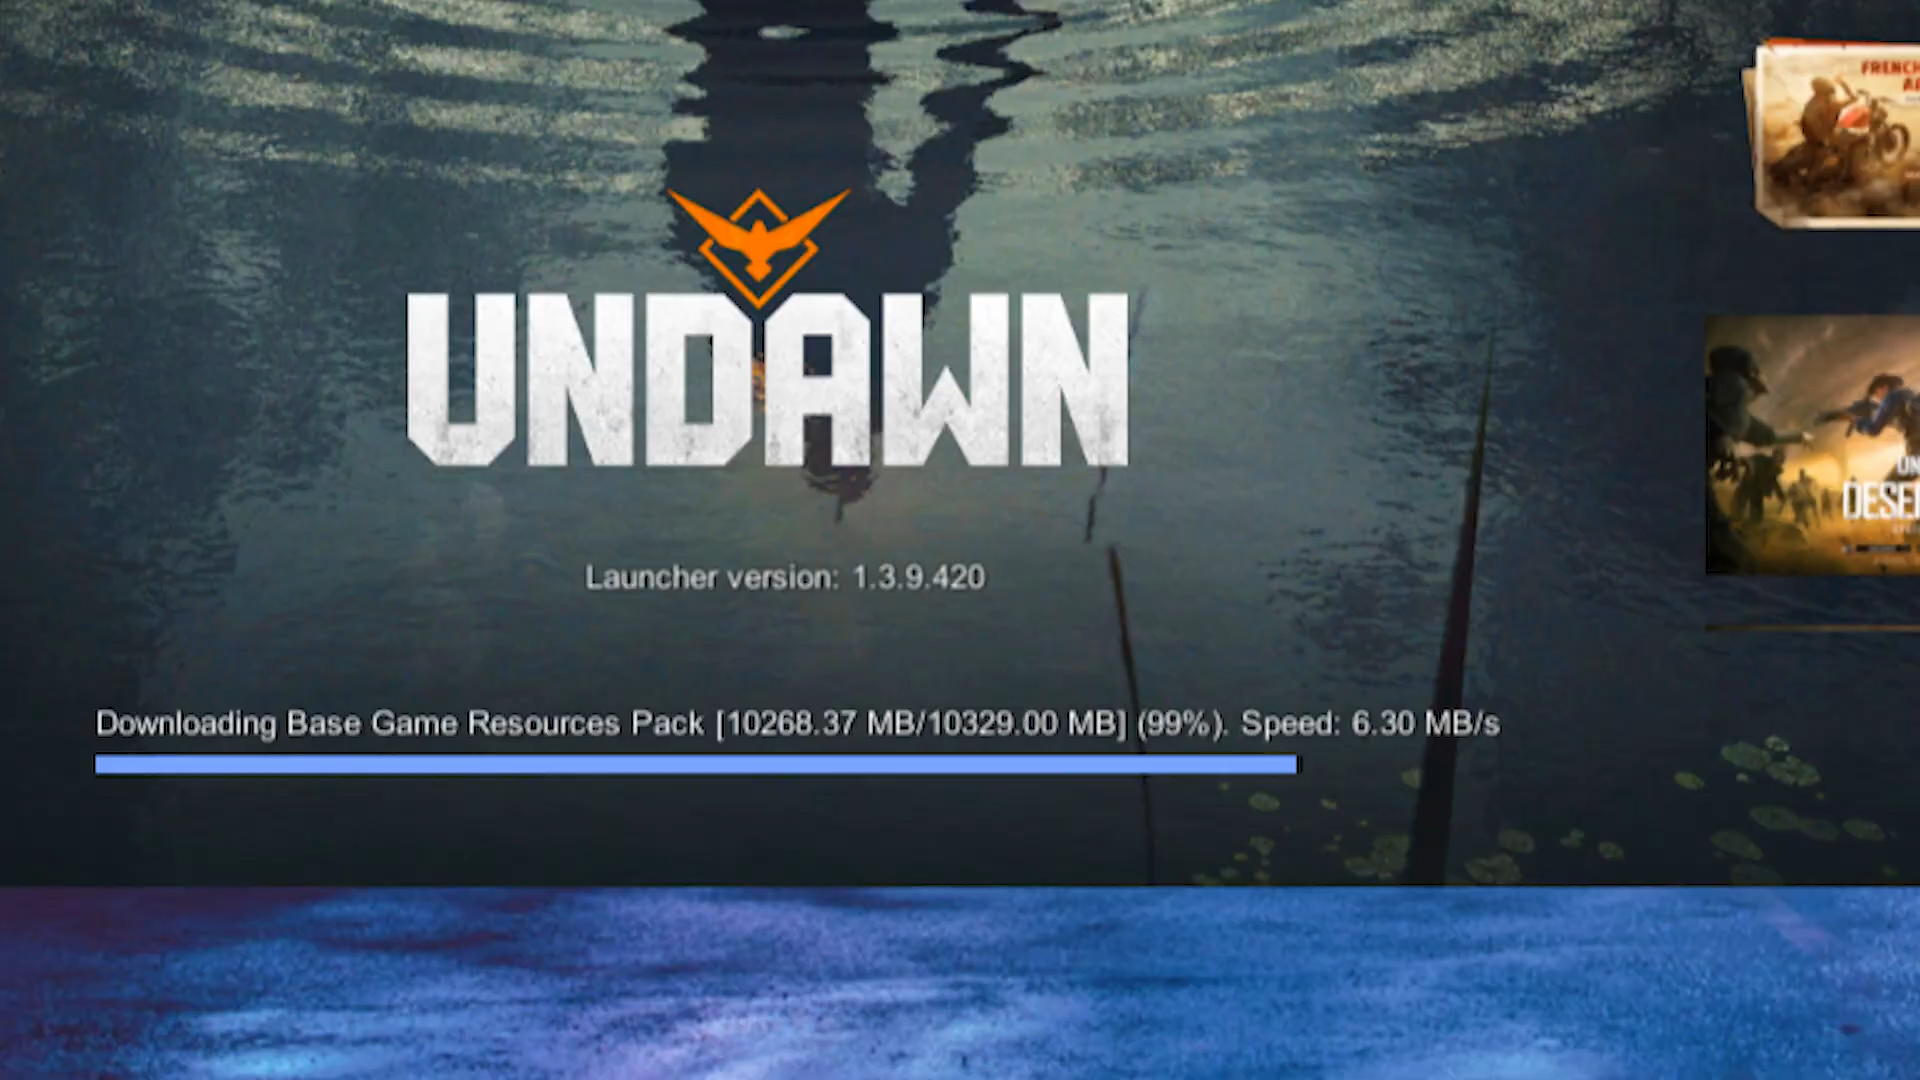 FRENCH
UNDAWN
Launcher version: 1.3.9.420
Downloading Base Game Resources Pack [10268.37 MB/10329.00 MB] (99%). Speed: 6.30 MB/s